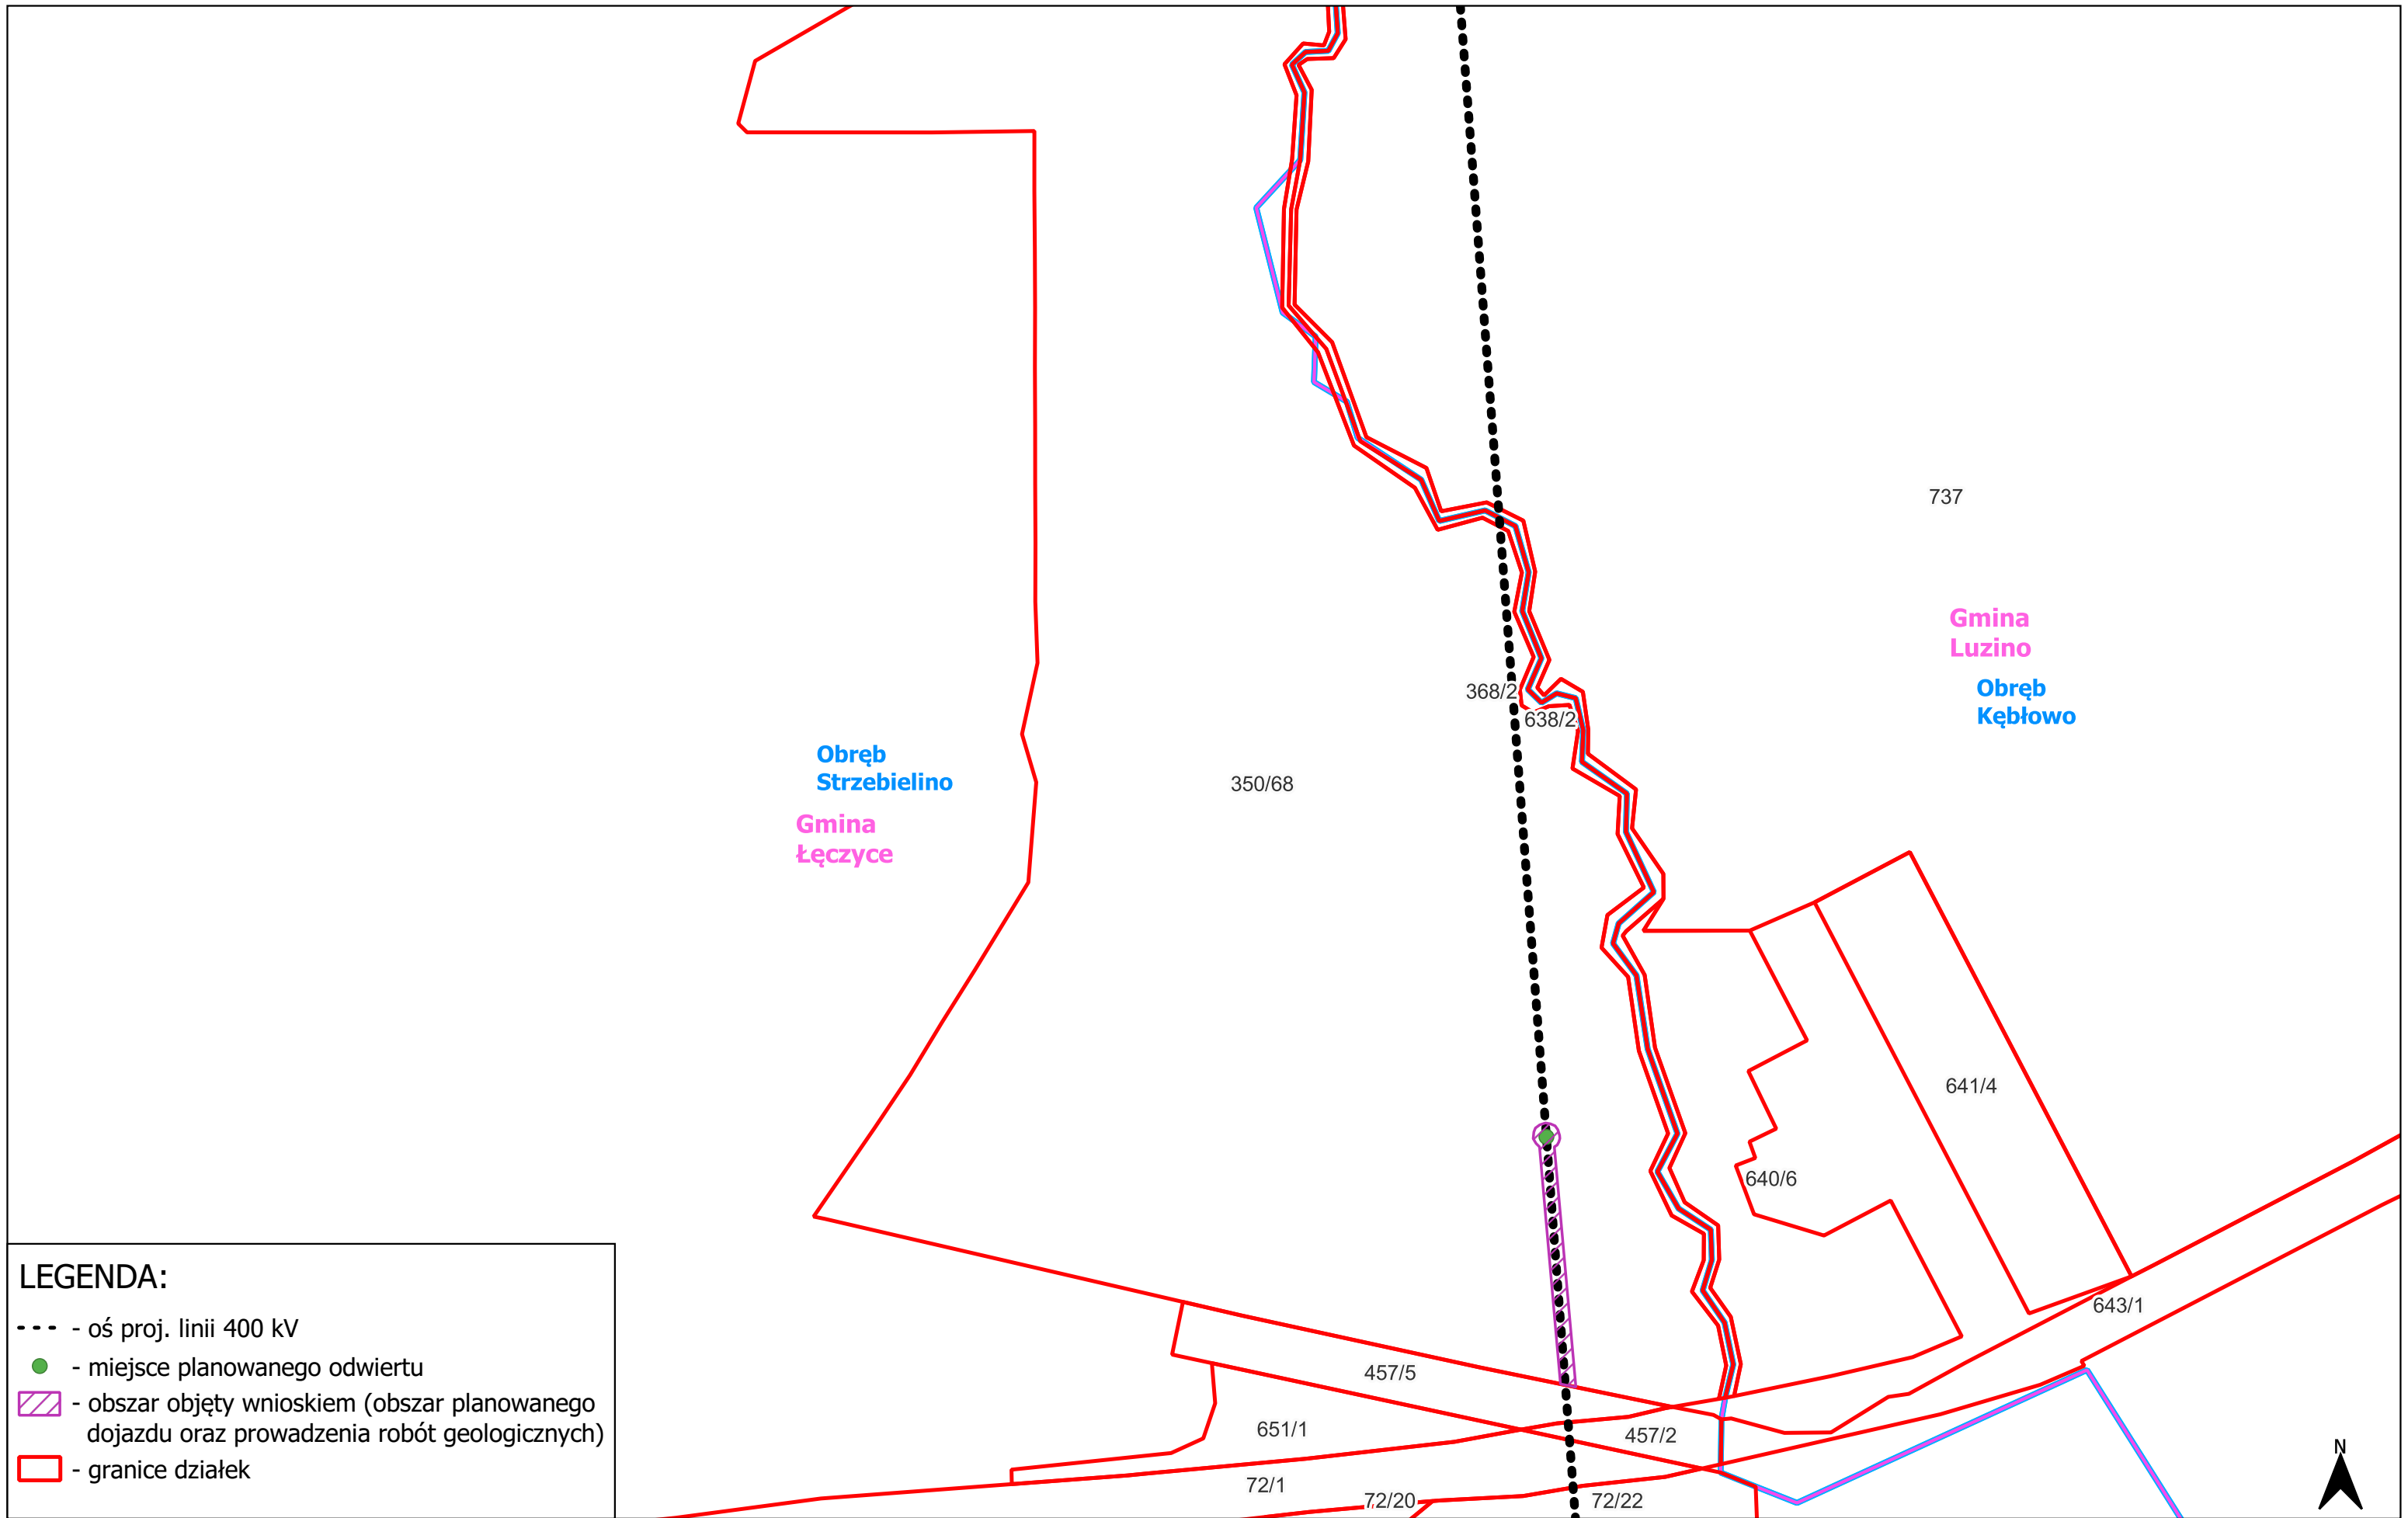 737
Gmina
Luzino
Obręb
Kębłowo
368/2
638/2
Obręb
Strzebielino
Gmina
Łęczyce
350/68
641/4
640/6
643/1
457/5
651/1
457/2
72/1
72/20
72/22
N
LEGENDA:
- oś proj. linii 400 kV
- miejsce planowanego odwiertu
- obszar objęty wnioskiem (obszar planowanego
dojazdu oraz prowadzenia robót geologicznych)
- granice działek